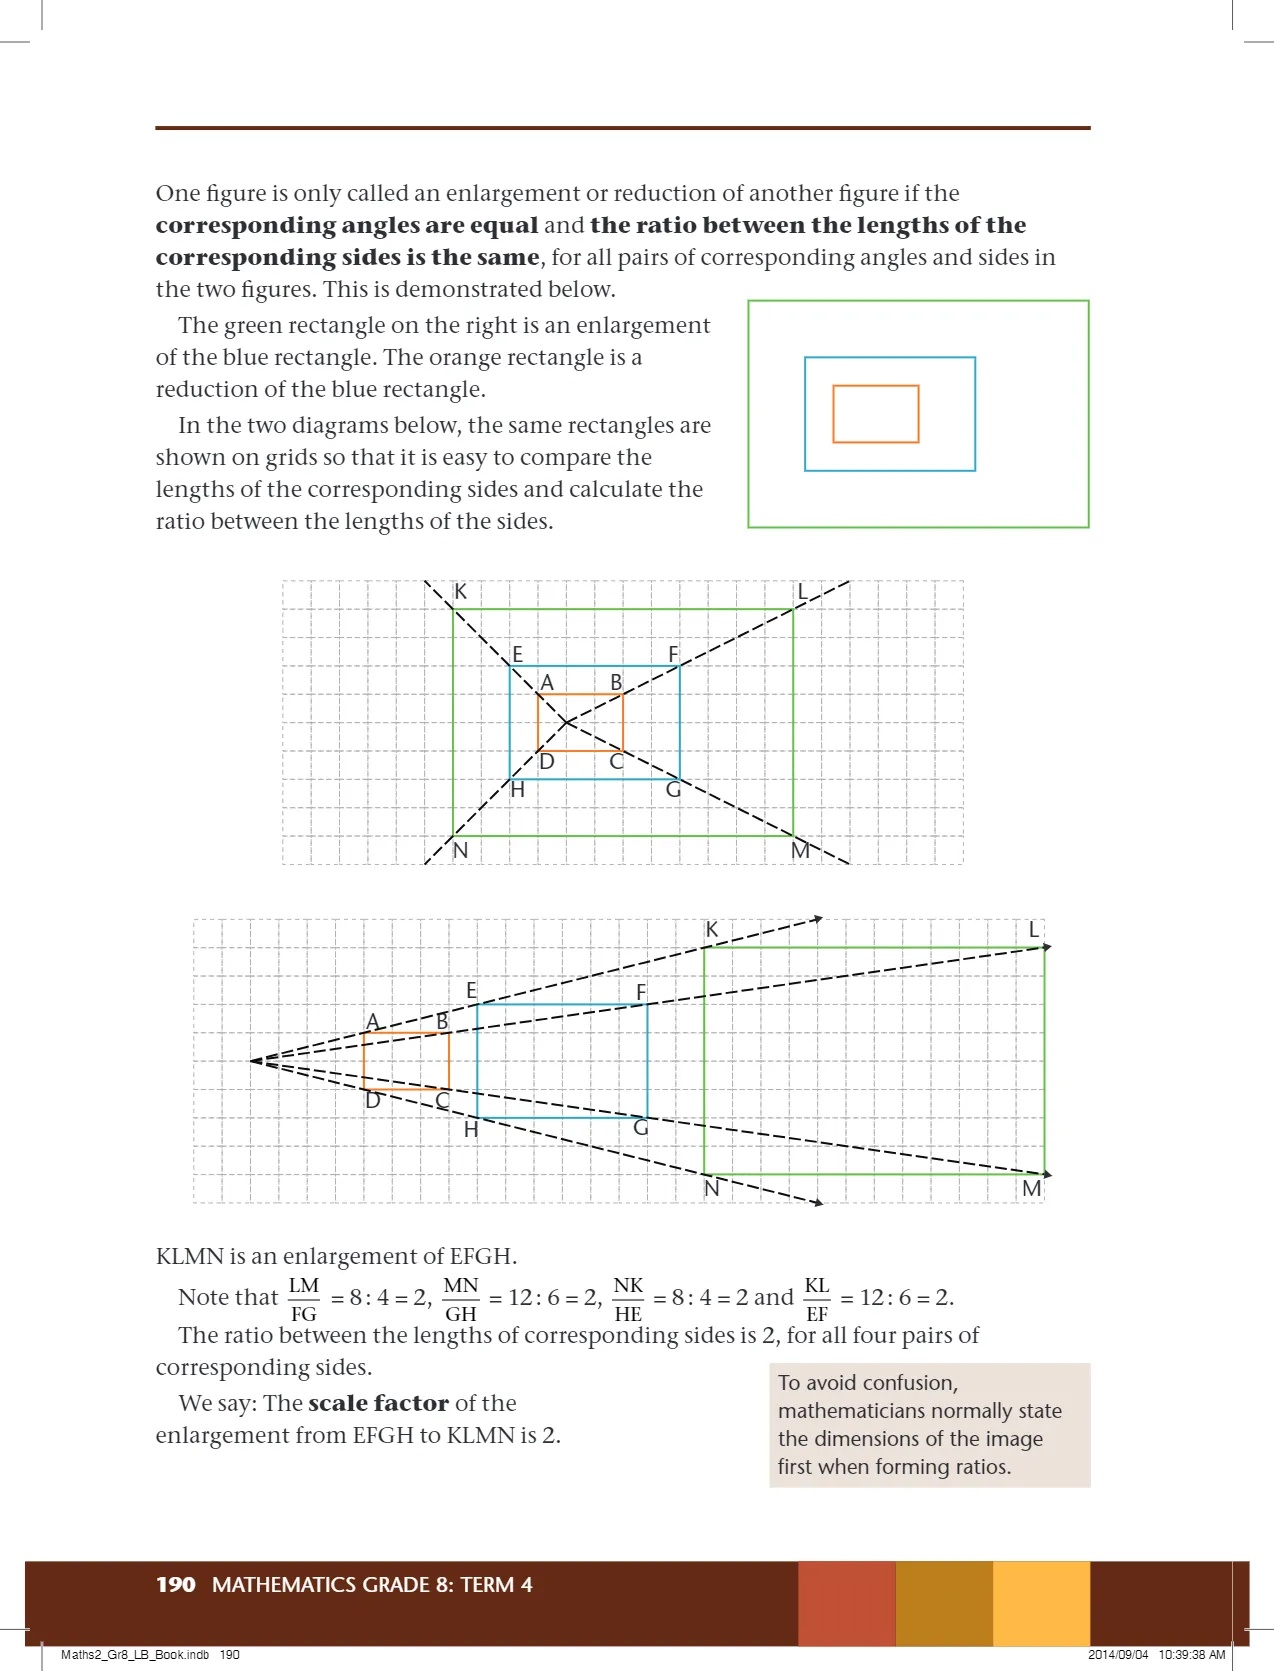 One figure is only called an enlargement or reduction of another figure if the
corresponding angles are equal and the ratio between the lengths of the
corresponding sides is the same, for all pairs of corresponding angles and sides in
the two figures. This is demonstrated below.
The green rectangle on the right is an enlargement
of the blue rectangle. The orange rectangle is a
reduction of the blue rectangle.
In the two diagrams below, the same rectangles are
shown on grids so that it is easy to compare the
lengths of the corresponding sides and calculate the
ratio between the lengths of the sides.
K L
E F
A B
D C
H G
N M
K L
E F
A B
D C
H G
N M
KLMN is an enlargement of EFGH.
Note that LM/FG = 8 : 4 = 2, MN/GH = 12 : 6 = 2, NK/HE = 8 : 4 = 2 and KL/EF = 12 : 6 = 2.
The ratio between the lengths of corresponding sides is 2, for all four pairs of
corresponding sides.
We say: The scale factor of the
enlargement from EFGH to KLMN is 2.
To avoid confusion,
mathematicians normally state
the dimensions of the image
first when forming ratios.
190 MATHEMATICS GRADE 8: TERM 4
Maths2_Gr8_LB_Book.indb 190
2014/09/04 10:39:38 AM